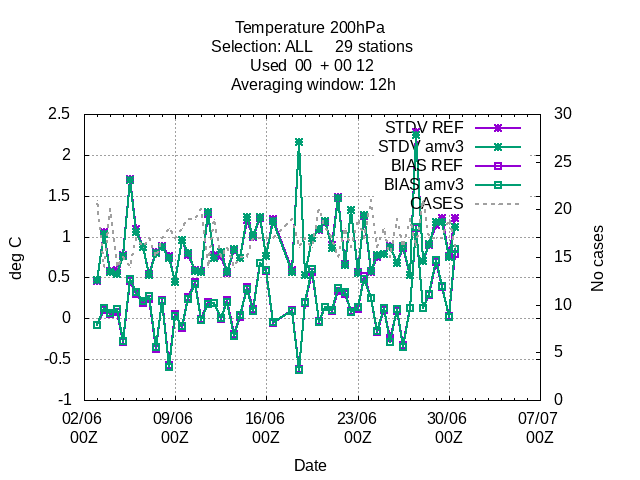 Temperature 200hPa
Selection: ALL 29 stations
Used 00 + 00 12
Averaging window: 12h
2.5
2
1.5
1
0.5
0
-0.5
-1
deg C
30
25
20
15
10
5
0
No cases
STDV REF
STDV amv3
BIAS REF
BIAS amv3
CASES
02/06 09/06 16/06 23/06 30/06 07/07
00Z 00Z 00Z 00Z 00Z 00Z
Date